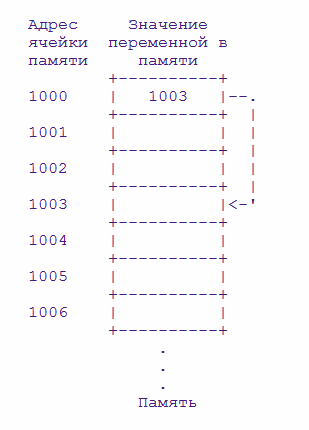 Адрес Значение
ячейки переменной в
памяти памяти
+----------+
1000 | 1003 |--.
+----------+ |
1001 | | |
+----------+ |
1002 | | |
+----------+ |
1003 | |<-'
+----------+
1004 | |
+----------+
1005 | |
+----------+
1006 | |
+----------+
.
.
.
Память